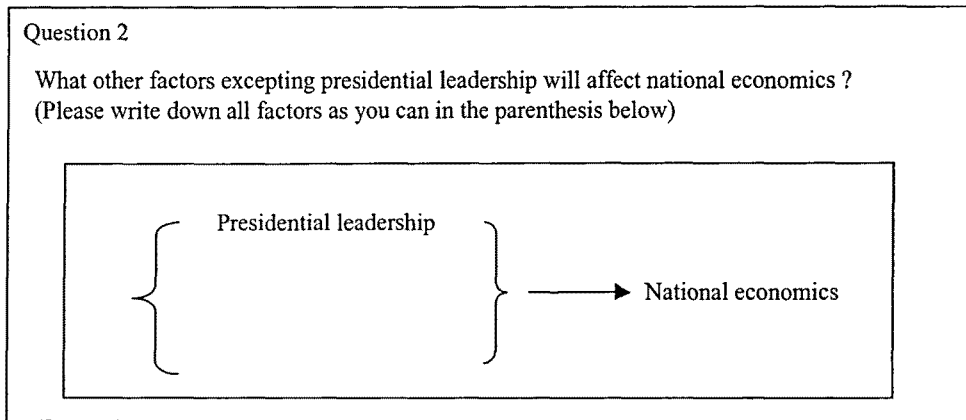 Question 2
What other factors excepting presidential leadership will affect national economics ?
(Please write down all factors as you can in the parenthesis below)
Presidential leadership
National economics